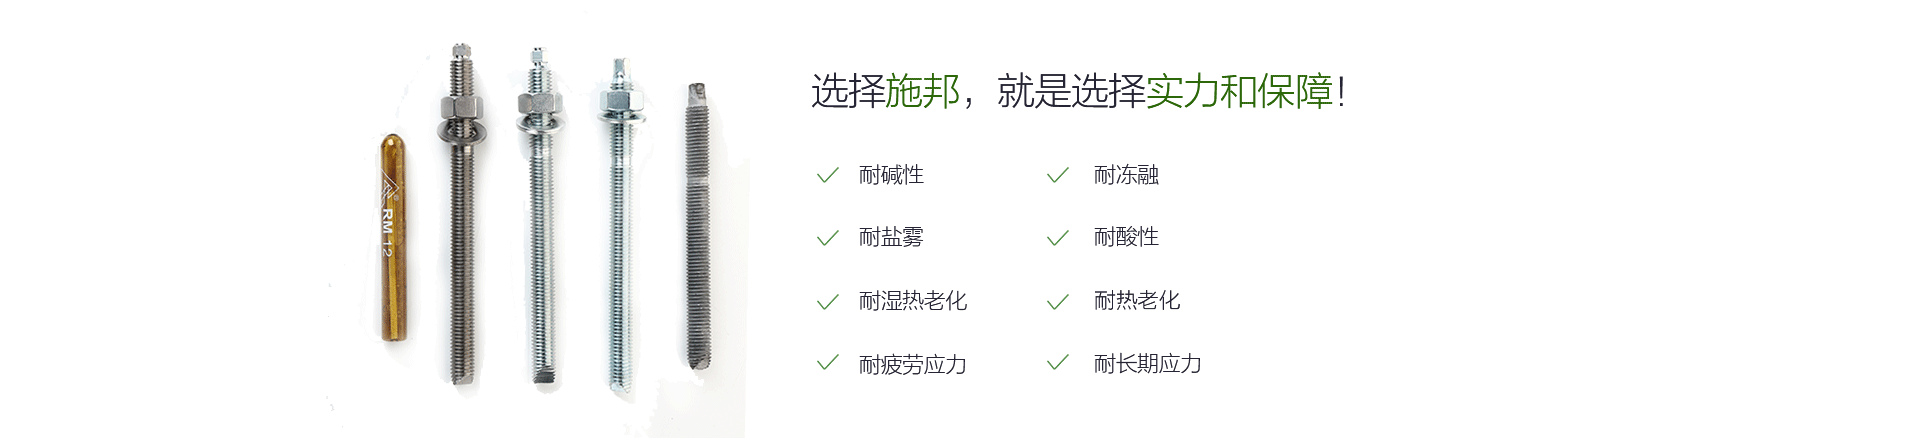 选择施邦，就是选择实力和保障！
耐碱性
耐冻融
耐盐雾
耐酸性
耐湿热老化
耐热老化
耐疲劳应力
耐长期应力
RM 12